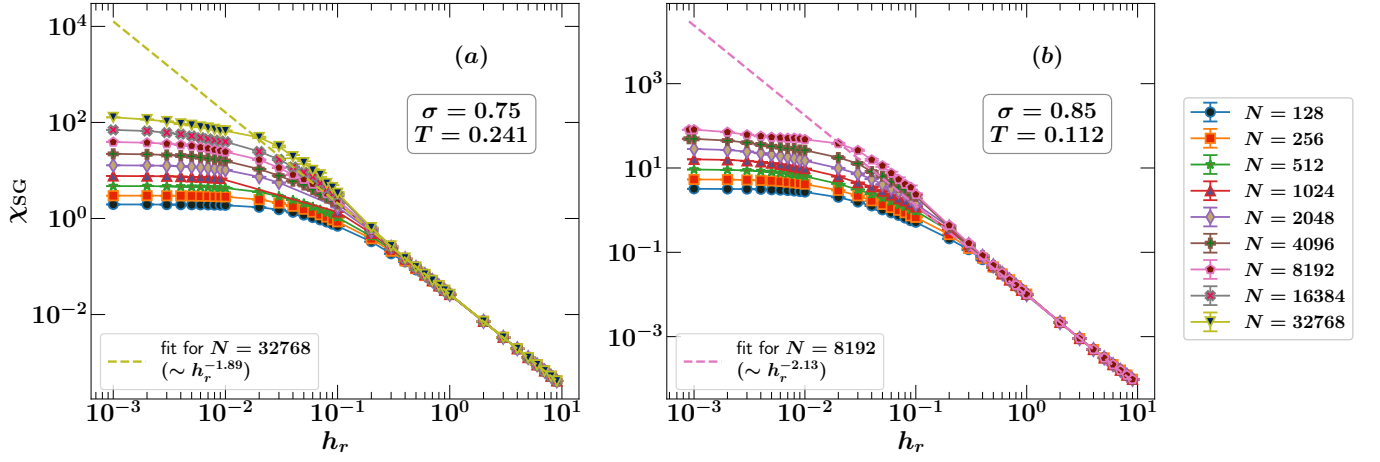 (a)
σ = 0.75
T = 0.241
χSG
10^4
10^2
10^0
10^−2
fit for N = 32768
(∼ h_r^−1.89)
10^−3 10^−2 10^−1 10^0 10^1
h_r
(b)
σ = 0.85
T = 0.112
10^3
10^1
10^−1
10^−3
fit for N = 8192
(∼ h_r^−2.13)
10^−3 10^−2 10^−1 10^0 10^1
h_r
N = 128
N = 256
N = 512
N = 1024
N = 2048
N = 4096
N = 8192
N = 16384
N = 32768